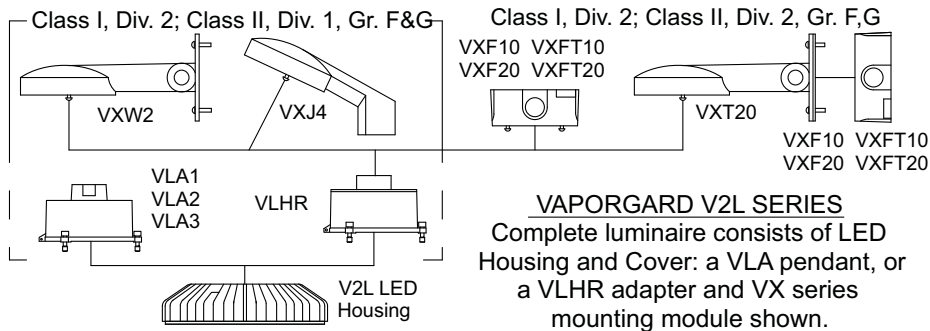 Class I, Div. 2; Class II, Div. 1, Gr. F&G
Class I, Div. 2; Class II, Div. 2, Gr. F,G
VXF10 VXFT10
VXF20 VXFT20
VXW2
VXJ4
VXT20
VXF10 VXFT10
VXF20 VXFT20
VLA1
VLA2
VLA3
VLHR
V2L LED
Housing
VAPORGARD V2L SERIES
Complete luminaire consists of LED
Housing and Cover: a VLA pendant, or
a VLHR adapter and VX series
mounting module shown.